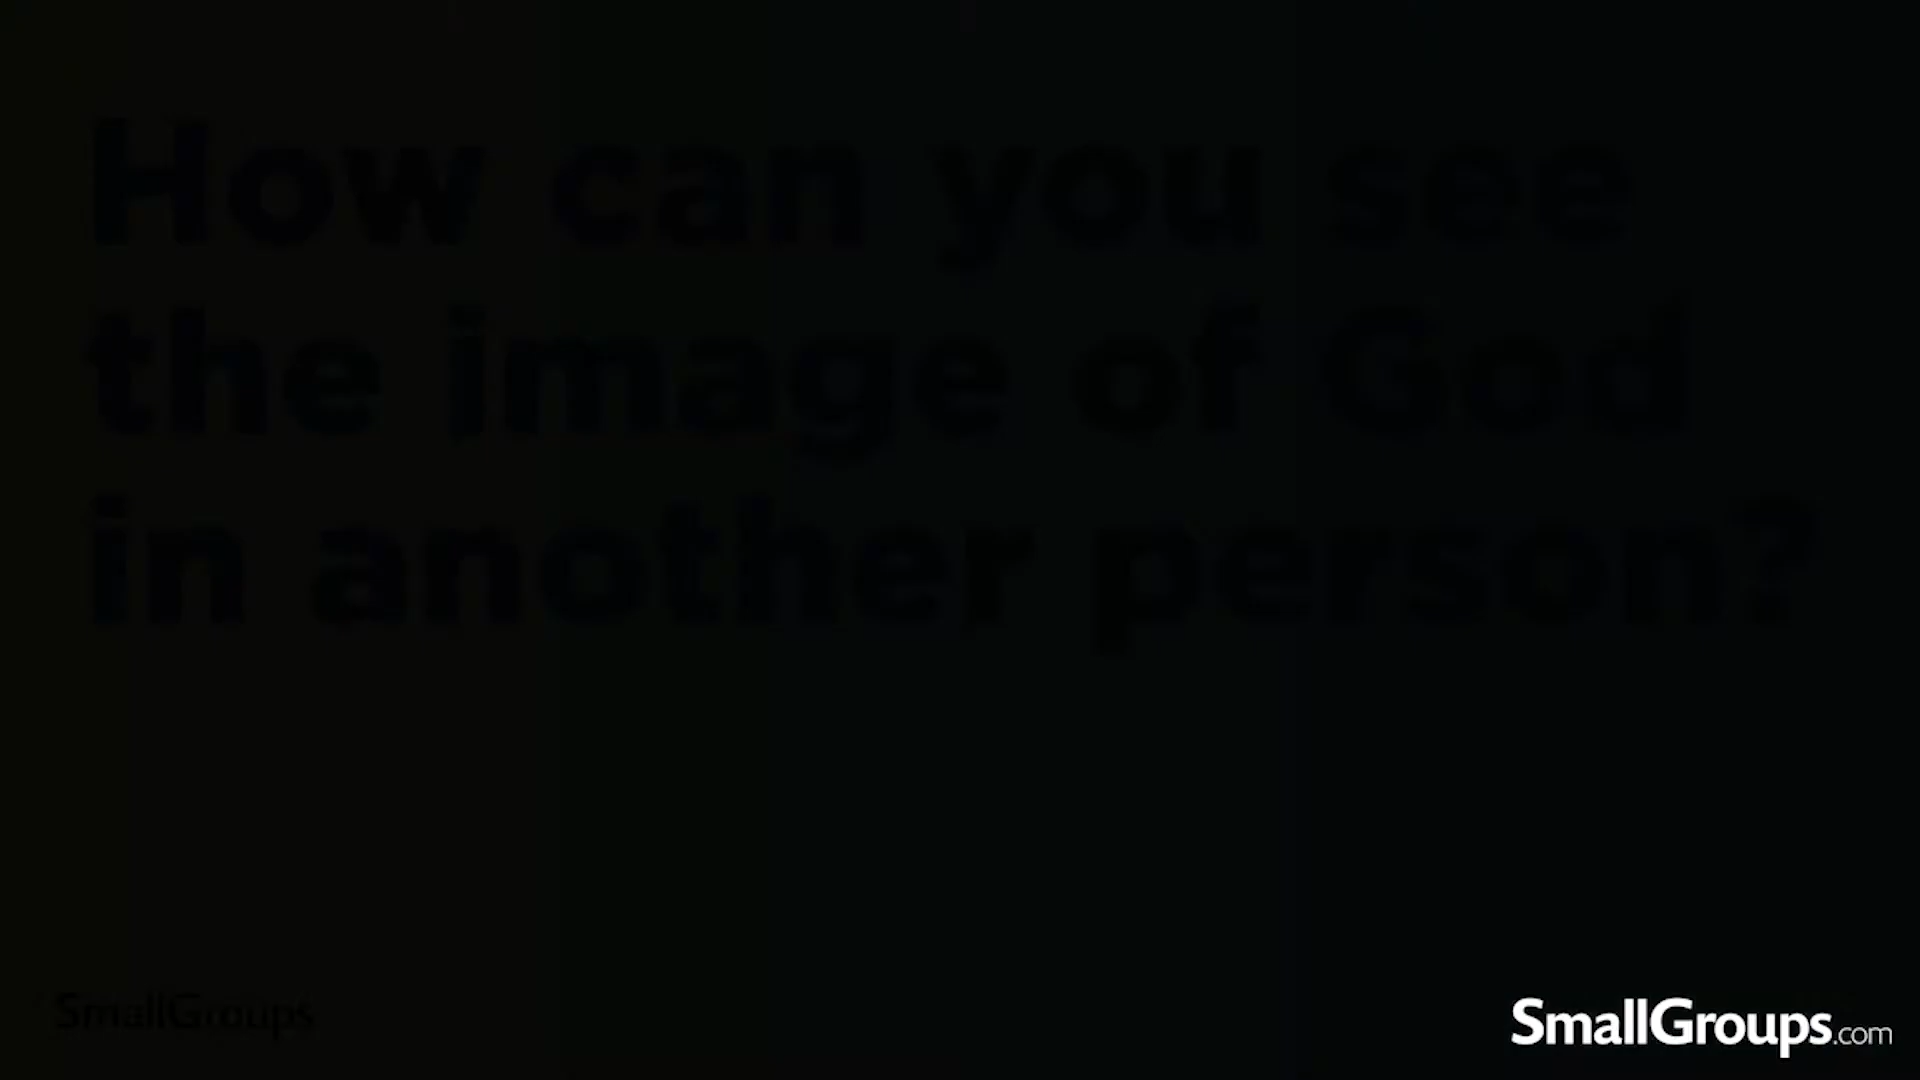 How can you see
the image of God
in another person?
SmallGroups
SmallGroups.com